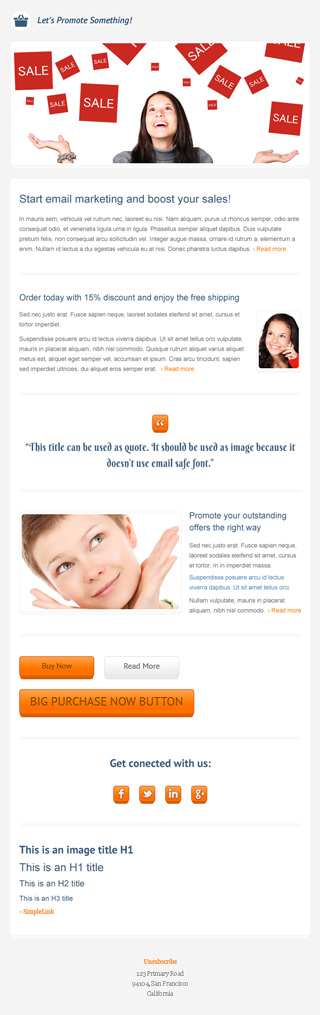 Let's Promote Something!
SALE
SALE
SALE
SALE
SALE
SALE
SALE
SALE
SALE
SALE
SALE
Start email marketing and boost your sales!
In mauris sem, vehicula vel rutrum nec, laoreet eu nisi. Nam aliquam, purus ut rhoncus semper, odio ante
consequat odio, et venenatis ligula urna in ligula. Phasellus semper aliquet dapibus. Duis vulputate
pretium felis, non consequat arcu sollicitudin vel. Integer augue massa, ornare id rutrum a, elementum a
enim. Nullam id lectus a dui egestas vehicula eu at nisi. Donec pharetra luctus dapibus. › Read more
Order today with 15% discount and enjoy the free shipping
Sed nec justo erat. Fusce sapien neque, laoreet sodales eleifend sit amet, cursus et
tortor imperdiet.
Suspendisse posuere arcu id lectus viverra dapibus. Ut sit amet tellus orci vulputate,
mauris in placerat aliquam, nibh nisl commodo. Quisque rutrum aliquet varius aliquet
metus est, aliquet eget semper vel, accumsan et ipsum. Cras arcu tincidunt, sapien
sed imperdiet ultricies, dui aliquet eros semper erat. › Read more
“
“This title can be used as quote. It should be used as image because it
doesn't use email safe font.”
Promote your outstanding
offers the right way
Sed nec justo erat. Fusce sapien neque,
laoreet sodales eleifend sit amet, cursus
et tortor. In in imperdiet massa.
Suspendisse posuere arcu id lectus
viverra dapibus. Ut sit amet tellus orci.
Nullam vulputate, mauris in placerat
aliquam, nibh nisl commodo. › Read more
Buy Now
Read More
BIG PURCHASE NOW BUTTON
Get conected with us:
f
in
g+
This is an image title H1
This is an H1 title
This is an H2 title
This is an H3 title
› SimpleLink
Unsubscribe
123 Primary Road
94104, San Francisco
California